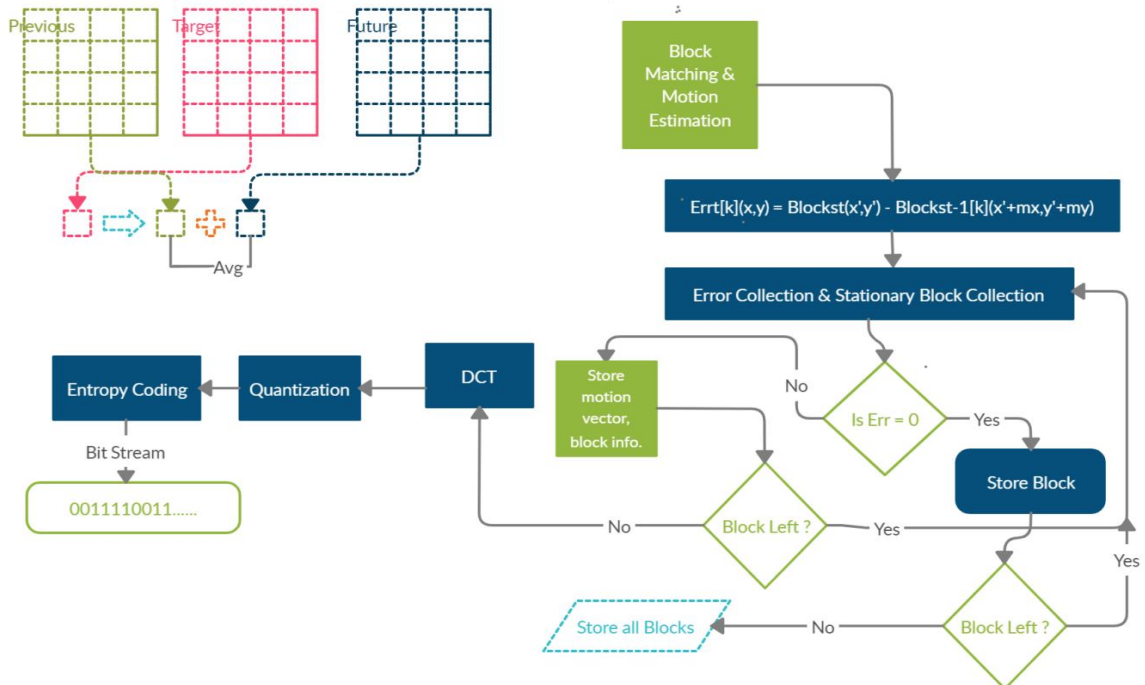 Previous
Target
Future
Avg
Block
Matching &
Motion
Estimation
Errt[k](x,y) = Blockst(x',y') - Blockst-1[k](x'+mx,y'+my)
Error Collection & Stationary Block Collection
Is Err = 0
No
Yes
Store
motion
vector,
block info.
Store Block
Block Left ?
No
Yes
DCT
Quantization
Entropy Coding
Bit Stream
0011110011......
Block Left ?
Yes
No
Store all Blocks